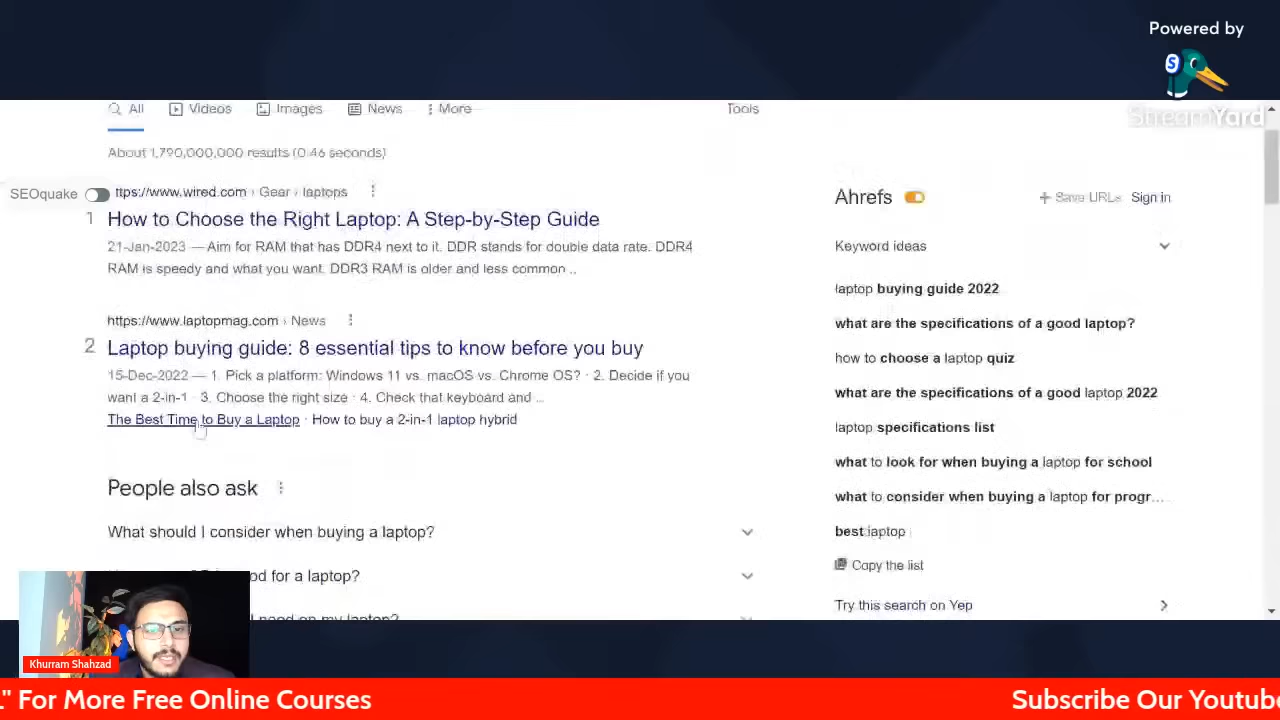 Powered by
S
StreamYard
All
Videos
Images
News
More
Tools
About 1,790,000,000 results (0.46 seconds)
SEOquake
ttps://www.wired.com › Gear › laptops
1
How to Choose the Right Laptop: A Step-by-Step Guide
21-Jan-2023 — Aim for RAM that has DDR4 next to it. DDR stands for double data rate. DDR4
RAM is speedy and what you want. DDR3 RAM is older and less common ...
https://www.laptopmag.com › News
2
Laptop buying guide: 8 essential tips to know before you buy
15-Dec-2022 — 1. Pick a platform: Windows 11 vs. macOS vs. Chrome OS? · 2. Decide if you
want a 2-in-1 · 3. Choose the right size · 4. Check that keyboard and ...
The Best Time to Buy a Laptop · How to buy a 2-in-1 laptop hybrid
People also ask
What should I consider when buying a laptop?
od for a laptop?
need on my laptop?
Ahrefs
Save URLs
Sign in
Keyword ideas
laptop buying guide 2022
what are the specifications of a good laptop?
how to choose a laptop quiz
what are the specifications of a good laptop 2022
laptop specifications list
what to look for when buying a laptop for school
what to consider when buying a laptop for progr...
best laptop
Copy the list
Try this search on Yep
Khurram Shahzad
L" For More Free Online Courses
Subscribe Our Youtube